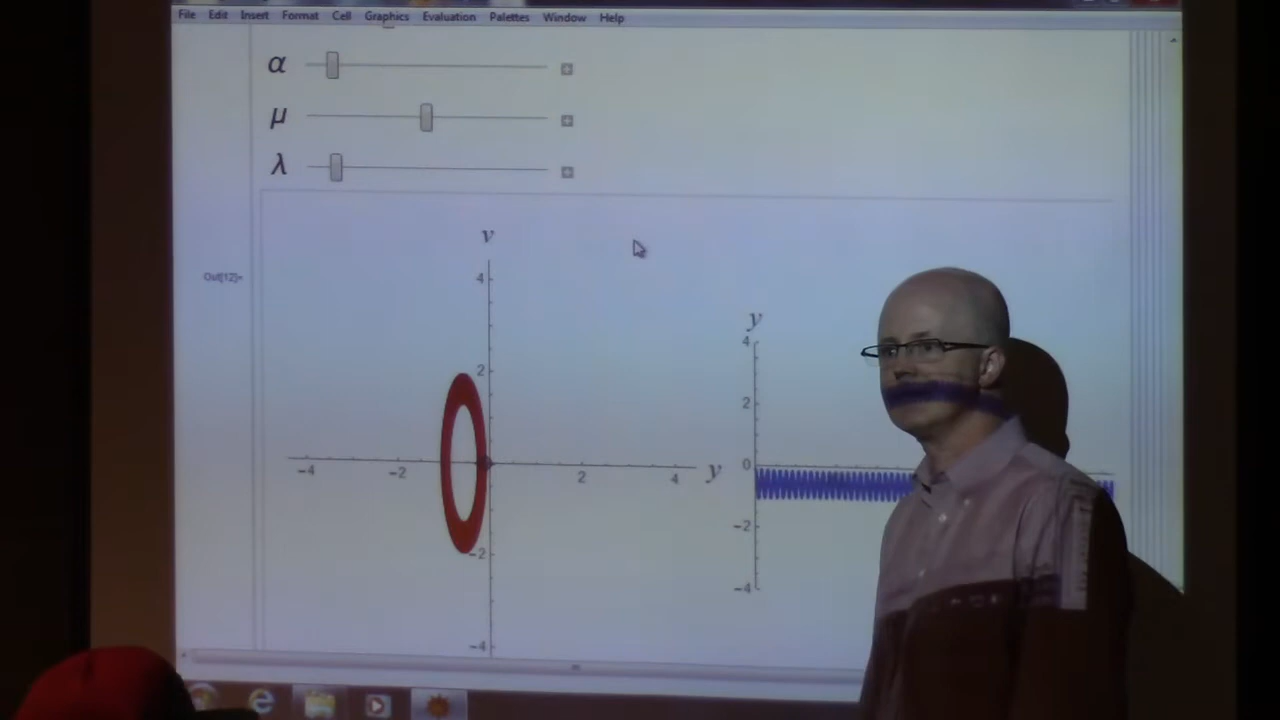 File Edit Insert Format Cell Graphics Evaluation Palettes Window Help
α
μ
λ
Out[12]=
v
4
2
-4 -2 2 4 y
-2
-4
y
4
2
0
-2
-4